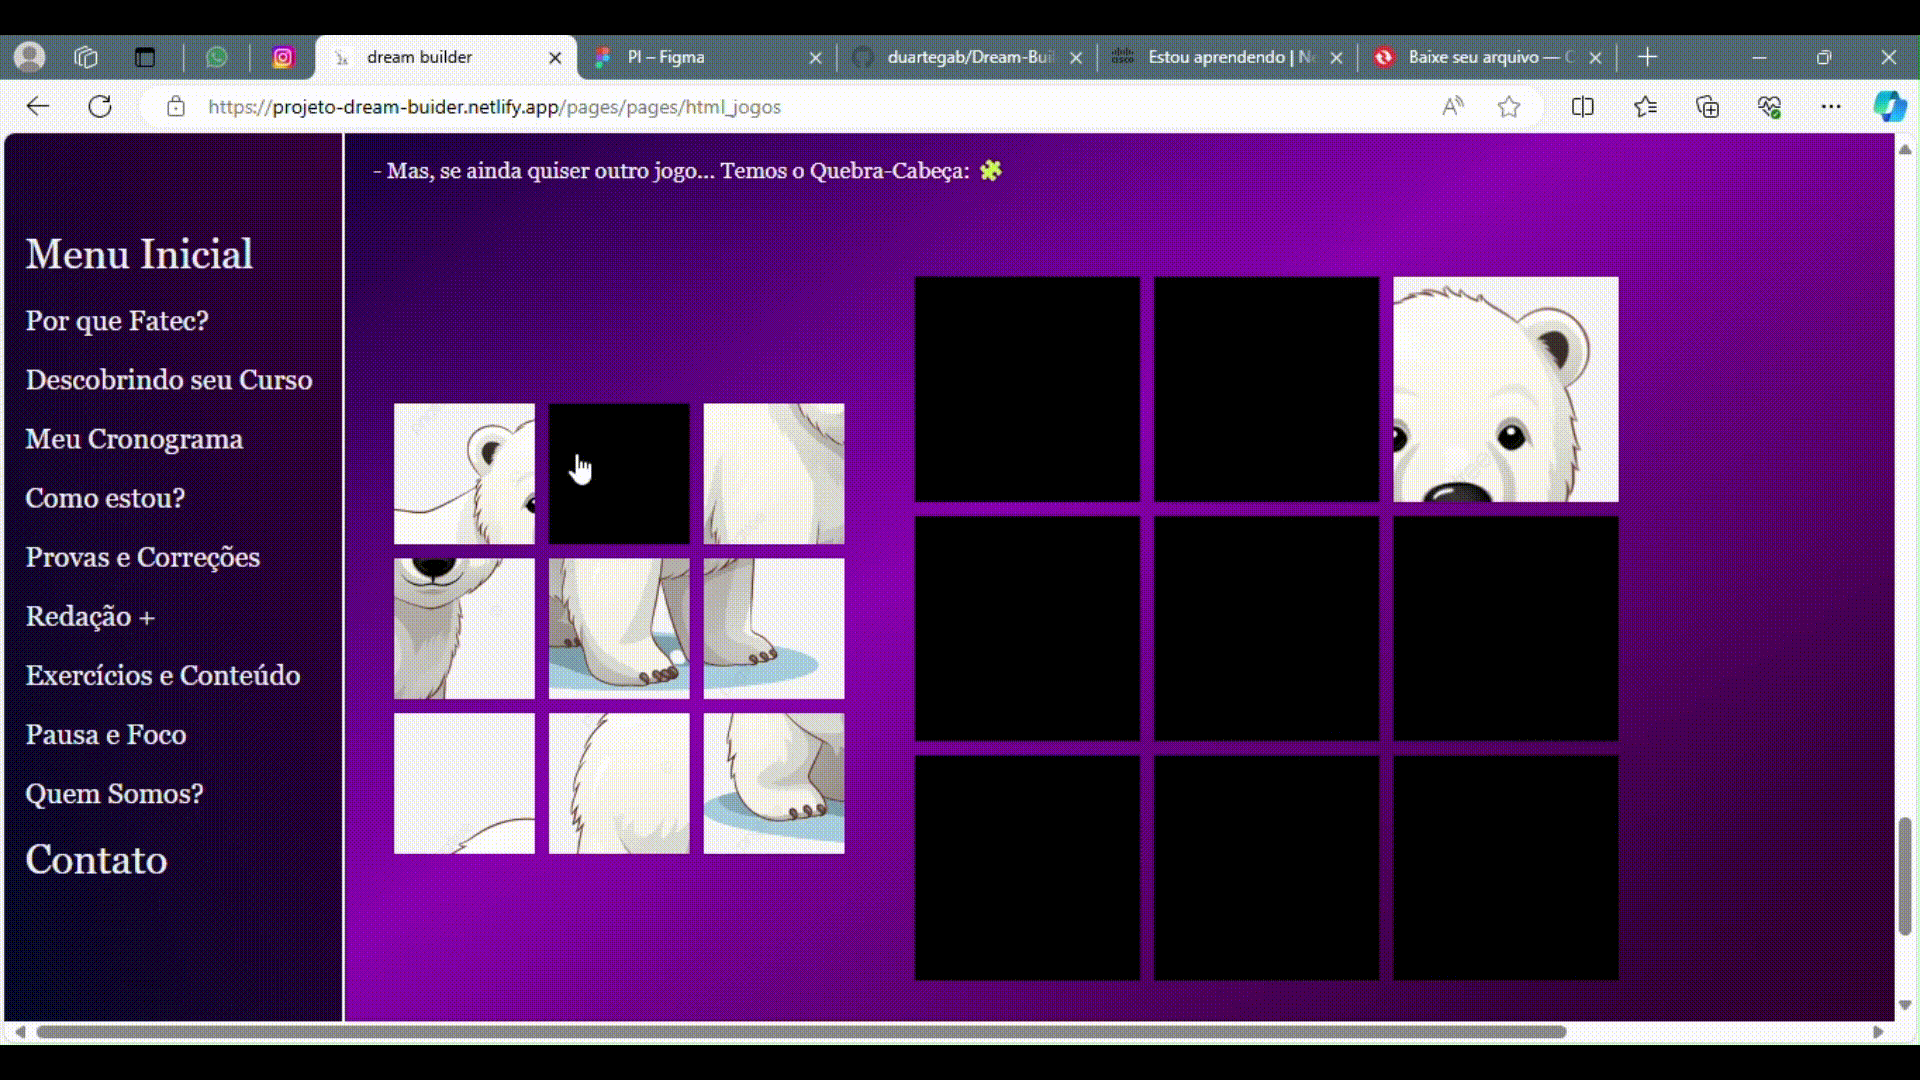 dream builder
PI – Figma
duartegab/Dream-Bui
Estou aprendendo | Ne
Baixe seu arquivo —
https://projeto-dream-buider.netlify.app/pages/pages/html_jogos
- Mas, se ainda quiser outro jogo... Temos o Quebra-Cabeça:
Menu Inicial
Por que Fatec?
Descobrindo seu Curso
Meu Cronograma
Como estou?
Provas e Correções
Redação +
Exercícios e Conteúdo
Pausa e Foco
Quem Somos?
Contato